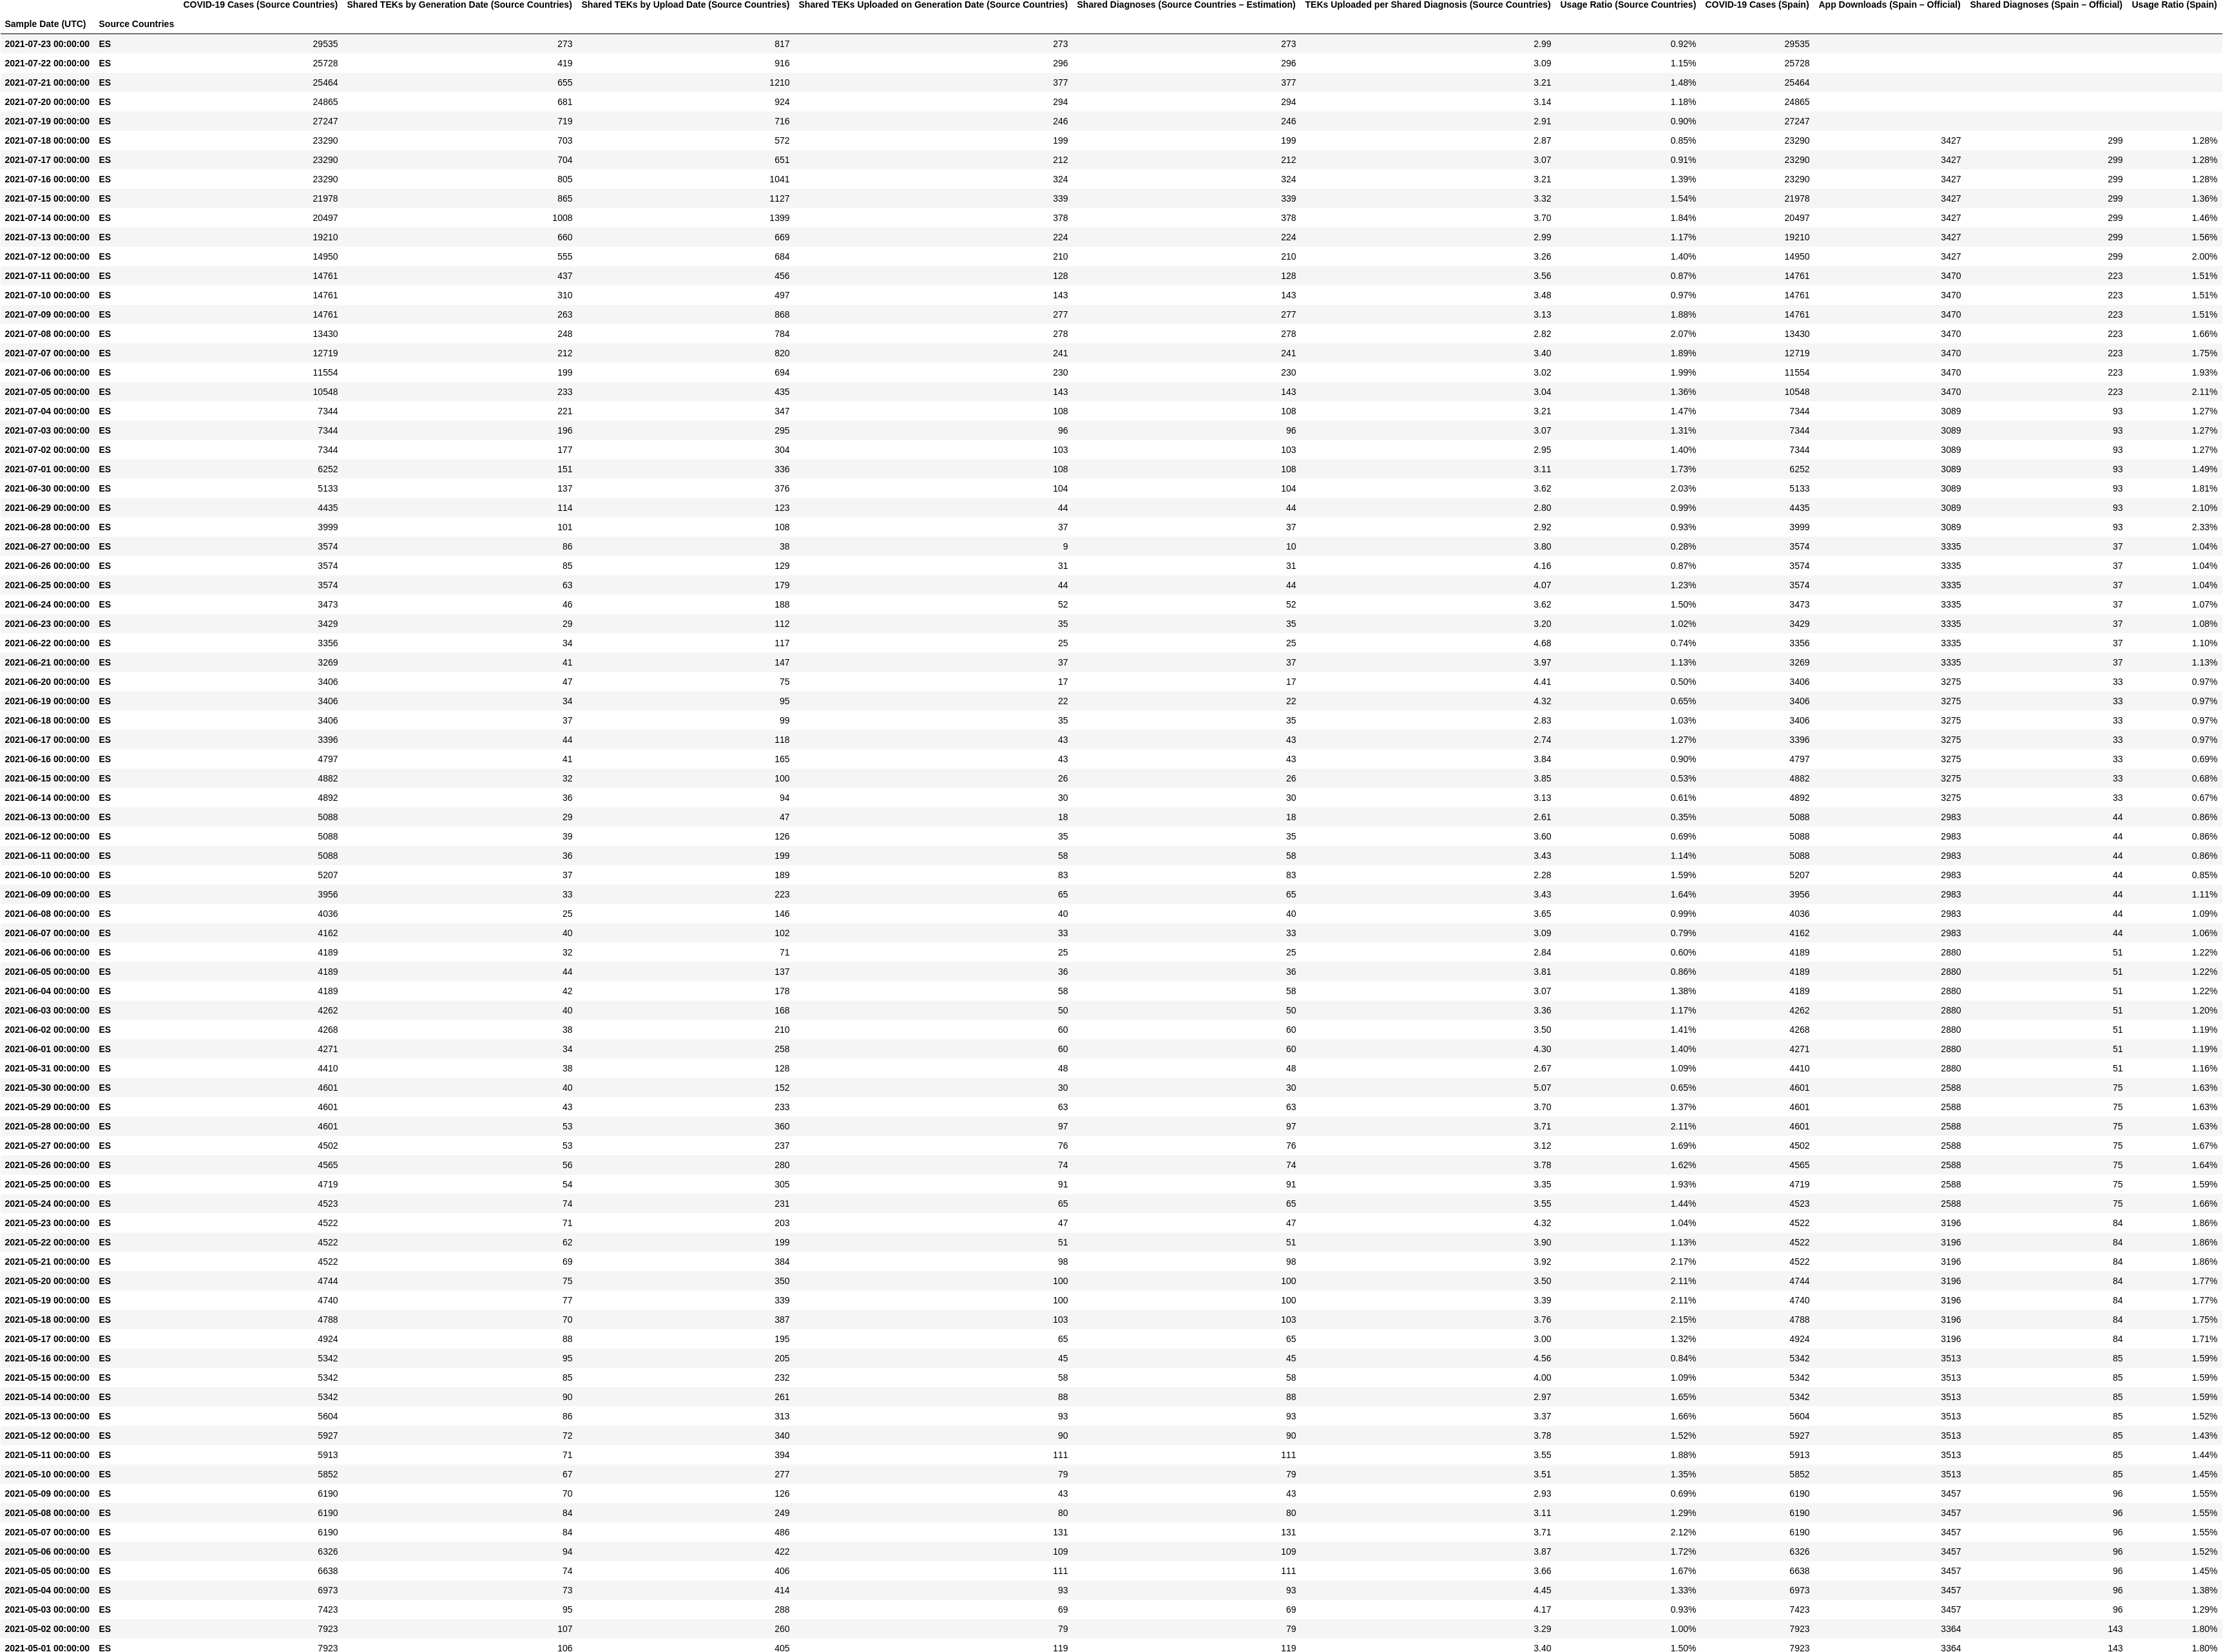 COVID-19 Cases (Source Countries) Shared TEKs by Generation Date (Source Countries) Shared TEKs by Upload Date (Source Countries) Shared TEKs Uploaded on Generation Date (Source Countries) Shared Diagnoses (Source Countries – Estimation) TEKs Uploaded per Shared Diagnosis (Source Countries) Usage Ratio (Source Countries) COVID-19 Cases (Spain) App Downloads (Spain – Official) Shared Diagnoses (Spain – Official) Usage Ratio (Spain)
Sample Date (UTC) Source Countries
2021-07-23 00:00:00 ES 29535 273 817 273 273 2.99 0.92% 29535
2021-07-22 00:00:00 ES 25728 419 916 296 296 3.09 1.15% 25728
2021-07-21 00:00:00 ES 25464 655 1210 377 377 3.21 1.48% 25464
2021-07-20 00:00:00 ES 24865 681 924 294 294 3.14 1.18% 24865
2021-07-19 00:00:00 ES 27247 719 716 246 246 2.91 0.90% 27247
2021-07-18 00:00:00 ES 23290 703 572 199 199 2.87 0.85% 23290 3427 299 1.28%
2021-07-17 00:00:00 ES 23290 704 651 212 212 3.07 0.91% 23290 3427 299 1.28%
2021-07-16 00:00:00 ES 23290 805 1041 324 324 3.21 1.39% 23290 3427 299 1.28%
2021-07-15 00:00:00 ES 21978 865 1127 339 339 3.32 1.54% 21978 3427 299 1.36%
2021-07-14 00:00:00 ES 20497 1008 1399 378 378 3.70 1.84% 20497 3427 299 1.46%
2021-07-13 00:00:00 ES 19210 660 669 224 224 2.99 1.17% 19210 3427 299 1.56%
2021-07-12 00:00:00 ES 14950 555 684 210 210 3.26 1.40% 14950 3427 299 2.00%
2021-07-11 00:00:00 ES 14761 437 456 128 128 3.56 0.87% 14761 3470 223 1.51%
2021-07-10 00:00:00 ES 14761 310 497 143 143 3.48 0.97% 14761 3470 223 1.51%
2021-07-09 00:00:00 ES 14761 263 868 277 277 3.13 1.88% 14761 3470 223 1.51%
2021-07-08 00:00:00 ES 13430 248 784 278 278 2.82 2.07% 13430 3470 223 1.66%
2021-07-07 00:00:00 ES 12719 212 820 241 241 3.40 1.89% 12719 3470 223 1.75%
2021-07-06 00:00:00 ES 11554 199 694 230 230 3.02 1.99% 11554 3470 223 1.93%
2021-07-05 00:00:00 ES 10548 233 435 143 143 3.04 1.36% 10548 3470 223 2.11%
2021-07-04 00:00:00 ES 7344 221 347 108 108 3.21 1.47% 7344 3089 93 1.27%
2021-07-03 00:00:00 ES 7344 196 295 96 96 3.07 1.31% 7344 3089 93 1.27%
2021-07-02 00:00:00 ES 7344 177 304 103 103 2.95 1.40% 7344 3089 93 1.27%
2021-07-01 00:00:00 ES 6252 151 336 108 108 3.11 1.73% 6252 3089 93 1.49%
2021-06-30 00:00:00 ES 5133 137 376 104 104 3.62 2.03% 5133 3089 93 1.81%
2021-06-29 00:00:00 ES 4435 114 123 44 44 2.80 0.99% 4435 3089 93 2.10%
2021-06-28 00:00:00 ES 3999 101 108 37 37 2.92 0.93% 3999 3089 93 2.33%
2021-06-27 00:00:00 ES 3574 86 38 9 10 3.80 0.28% 3574 3335 37 1.04%
2021-06-26 00:00:00 ES 3574 85 129 31 31 4.16 0.87% 3574 3335 37 1.04%
2021-06-25 00:00:00 ES 3574 63 179 44 44 4.07 1.23% 3574 3335 37 1.04%
2021-06-24 00:00:00 ES 3473 46 188 52 52 3.62 1.50% 3473 3335 37 1.07%
2021-06-23 00:00:00 ES 3429 29 112 35 35 3.20 1.02% 3429 3335 37 1.08%
2021-06-22 00:00:00 ES 3356 34 117 25 25 4.68 0.74% 3356 3335 37 1.10%
2021-06-21 00:00:00 ES 3269 41 147 37 37 3.97 1.13% 3269 3335 37 1.13%
2021-06-20 00:00:00 ES 3406 47 75 17 17 4.41 0.50% 3406 3275 33 0.97%
2021-06-19 00:00:00 ES 3406 34 95 22 22 4.32 0.65% 3406 3275 33 0.97%
2021-06-18 00:00:00 ES 3406 37 99 35 35 2.83 1.03% 3406 3275 33 0.97%
2021-06-17 00:00:00 ES 3396 44 118 43 43 2.74 1.27% 3396 3275 33 0.97%
2021-06-16 00:00:00 ES 4797 41 165 43 43 3.84 0.90% 4797 3275 33 0.69%
2021-06-15 00:00:00 ES 4882 32 100 26 26 3.85 0.53% 4882 3275 33 0.68%
2021-06-14 00:00:00 ES 4892 36 94 30 30 3.13 0.61% 4892 3275 33 0.67%
2021-06-13 00:00:00 ES 5088 29 47 18 18 2.61 0.35% 5088 2983 44 0.86%
2021-06-12 00:00:00 ES 5088 39 126 35 35 3.60 0.69% 5088 2983 44 0.86%
2021-06-11 00:00:00 ES 5088 36 199 58 58 3.43 1.14% 5088 2983 44 0.86%
2021-06-10 00:00:00 ES 5207 37 189 83 83 2.28 1.59% 5207 2983 44 0.85%
2021-06-09 00:00:00 ES 3956 33 223 65 65 3.43 1.64% 3956 2983 44 1.11%
2021-06-08 00:00:00 ES 4036 25 146 40 40 3.65 0.99% 4036 2983 44 1.09%
2021-06-07 00:00:00 ES 4162 40 102 33 33 3.09 0.79% 4162 2983 44 1.06%
2021-06-06 00:00:00 ES 4189 32 71 25 25 2.84 0.60% 4189 2880 51 1.22%
2021-06-05 00:00:00 ES 4189 44 137 36 36 3.81 0.86% 4189 2880 51 1.22%
2021-06-04 00:00:00 ES 4189 42 178 58 58 3.07 1.38% 4189 2880 51 1.22%
2021-06-03 00:00:00 ES 4262 40 168 50 50 3.36 1.17% 4262 2880 51 1.20%
2021-06-02 00:00:00 ES 4268 38 210 60 60 3.50 1.41% 4268 2880 51 1.19%
2021-06-01 00:00:00 ES 4271 34 258 60 60 4.30 1.40% 4271 2880 51 1.19%
2021-05-31 00:00:00 ES 4410 38 128 48 48 2.67 1.09% 4410 2880 51 1.16%
2021-05-30 00:00:00 ES 4601 40 152 30 30 5.07 0.65% 4601 2588 75 1.63%
2021-05-29 00:00:00 ES 4601 43 233 63 63 3.70 1.37% 4601 2588 75 1.63%
2021-05-28 00:00:00 ES 4601 53 360 97 97 3.71 2.11% 4601 2588 75 1.63%
2021-05-27 00:00:00 ES 4502 53 237 76 76 3.12 1.69% 4502 2588 75 1.67%
2021-05-26 00:00:00 ES 4565 56 280 74 74 3.78 1.62% 4565 2588 75 1.64%
2021-05-25 00:00:00 ES 4719 54 305 91 91 3.35 1.93% 4719 2588 75 1.59%
2021-05-24 00:00:00 ES 4523 74 231 65 65 3.55 1.44% 4523 2588 75 1.66%
2021-05-23 00:00:00 ES 4522 71 203 47 47 4.32 1.04% 4522 3196 84 1.86%
2021-05-22 00:00:00 ES 4522 62 199 51 51 3.90 1.13% 4522 3196 84 1.86%
2021-05-21 00:00:00 ES 4522 69 384 98 98 3.92 2.17% 4522 3196 84 1.86%
2021-05-20 00:00:00 ES 4744 75 350 100 100 3.50 2.11% 4744 3196 84 1.77%
2021-05-19 00:00:00 ES 4740 77 339 100 100 3.39 2.11% 4740 3196 84 1.77%
2021-05-18 00:00:00 ES 4788 70 387 103 103 3.76 2.15% 4788 3196 84 1.75%
2021-05-17 00:00:00 ES 4924 88 195 65 65 3.00 1.32% 4924 3196 84 1.71%
2021-05-16 00:00:00 ES 5342 95 205 45 45 4.56 0.84% 5342 3513 85 1.59%
2021-05-15 00:00:00 ES 5342 85 232 58 58 4.00 1.09% 5342 3513 85 1.59%
2021-05-14 00:00:00 ES 5342 90 261 88 88 2.97 1.65% 5342 3513 85 1.59%
2021-05-13 00:00:00 ES 5604 86 313 93 93 3.37 1.66% 5604 3513 85 1.52%
2021-05-12 00:00:00 ES 5927 72 340 90 90 3.78 1.52% 5927 3513 85 1.43%
2021-05-11 00:00:00 ES 5913 71 394 111 111 3.55 1.88% 5913 3513 85 1.44%
2021-05-10 00:00:00 ES 5852 67 277 79 79 3.51 1.35% 5852 3513 85 1.45%
2021-05-09 00:00:00 ES 6190 70 126 43 43 2.93 0.69% 6190 3457 96 1.55%
2021-05-08 00:00:00 ES 6190 84 249 80 80 3.11 1.29% 6190 3457 96 1.55%
2021-05-07 00:00:00 ES 6190 84 486 131 131 3.71 2.12% 6190 3457 96 1.55%
2021-05-06 00:00:00 ES 6326 94 422 109 109 3.87 1.72% 6326 3457 96 1.52%
2021-05-05 00:00:00 ES 6638 74 406 111 111 3.66 1.67% 6638 3457 96 1.45%
2021-05-04 00:00:00 ES 6973 73 414 93 93 4.45 1.33% 6973 3457 96 1.38%
2021-05-03 00:00:00 ES 7423 95 288 69 69 4.17 0.93% 7423 3457 96 1.29%
2021-05-02 00:00:00 ES 7923 107 260 79 79 3.29 1.00% 7923 3364 143 1.80%
2021-05-01 00:00:00 ES 7923 106 405 119 119 3.40 1.50% 7923 3364 143 1.80%